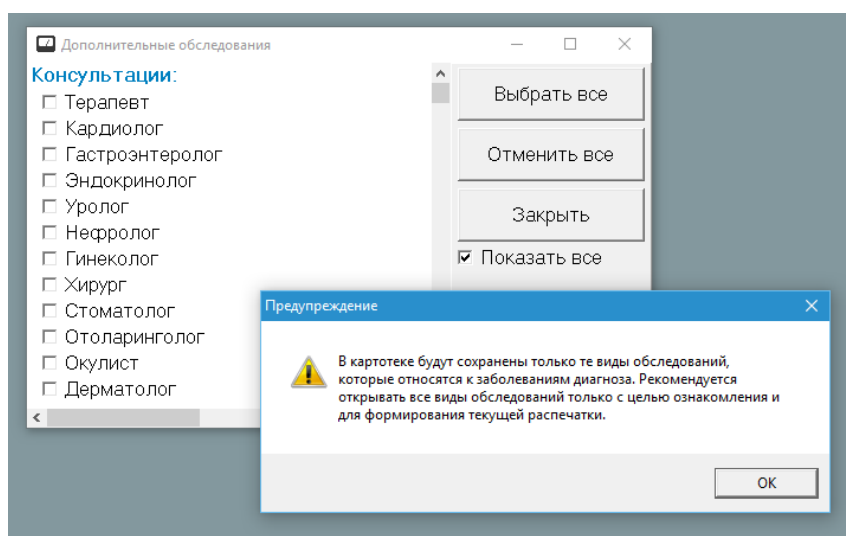 Дополнительные обследования
Консультации:
Терапевт
Кардиолог
Гастроэнтеролог
Эндокринолог
Уролог
Нефролог
Гинеколог
Хирург
Стоматолог
Отоларинголог
Окулист
Дерматолог
Выбрать все
Отменить все
Закрыть
Показать все
Предупреждение
В картотеке будут сохранены только те виды обследований,
которые относятся к заболеваниям диагноза. Рекомендуется
открывать все виды обследований только с целью ознакомления и
для формирования текущей распечатки.
OK